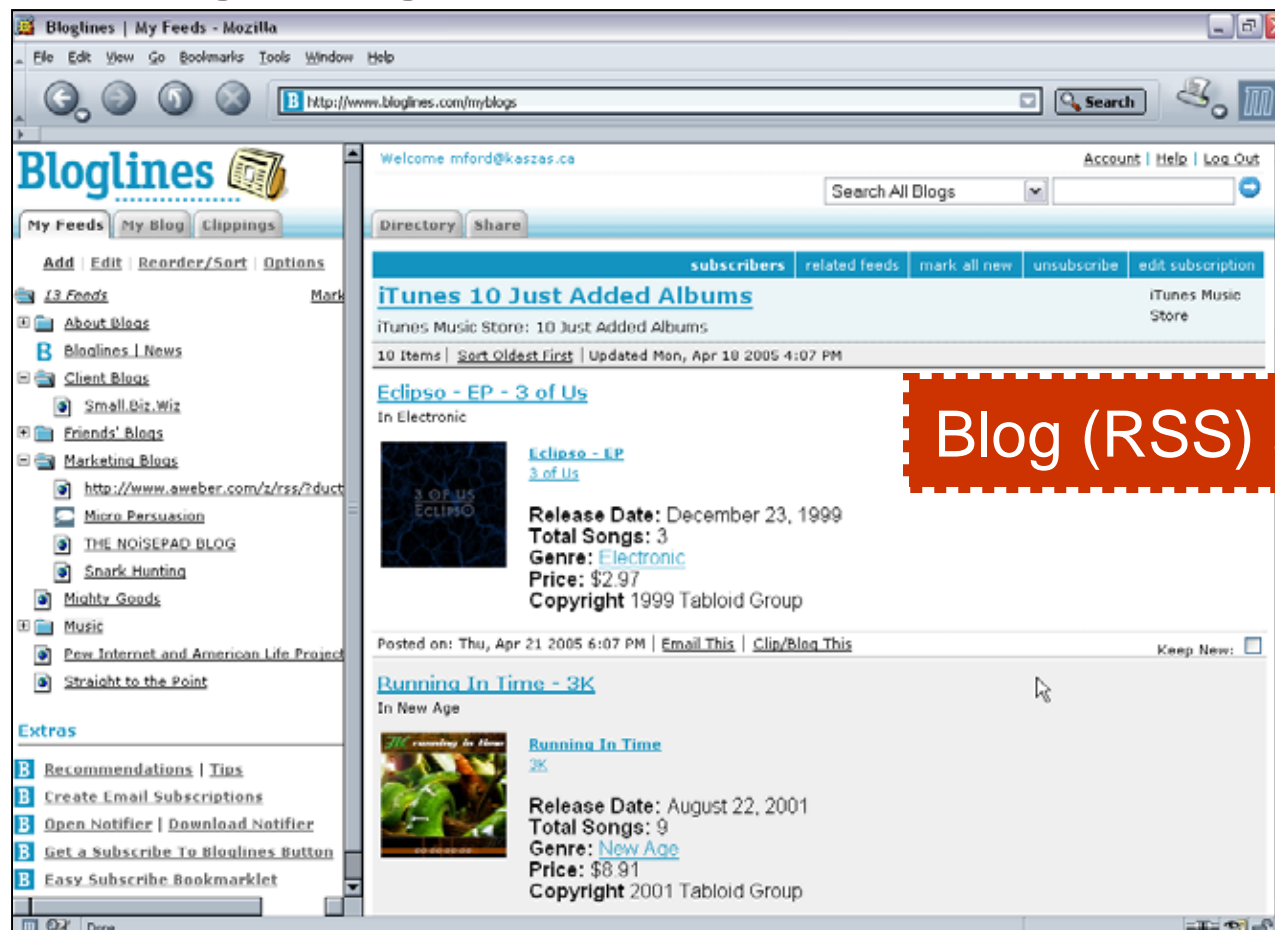 Bloglines | My Feeds - Mozilla
File Edit View Go Bookmarks Tools Window Help
http://www.bloglines.com/myblogs
Search
Bloglines
My Feeds My Blog Clippings
Add | Edit | Reorder/Sort | Options
13 Feeds Mark
About Blogs
Bloglines | News
Client Blogs
Small.Biz.Wiz
Friends' Blogs
Marketing Blogs
http://www.aweber.com/z/rss/?duct
Micro Persuasion
THE NOiSEPAD BLOG
Snark Hunting
Mighty Goods
Music
Pew Internet and American Life Project
Straight to the Point
Extras
Recommendations | Tips
Create Email Subscriptions
Open Notifier | Download Notifier
Get a Subscribe To Bloglines Button
Easy Subscribe Bookmarklet
Welcome mford@kaszas.ca
Account | Help | Log Out
Search All Blogs
Directory Share
subscribers related feeds mark all new unsubscribe edit subscription
iTunes 10 Just Added Albums
iTunes Music Store
iTunes Music Store: 10 Just Added Albums
10 Items | Sort Oldest First | Updated Mon, Apr 18 2005 4:07 PM
Eclipso - EP - 3 of Us
In Electronic
Blog (RSS)
3 OF US
ECLIPSO
Eclipso - EP
3 of Us
Release Date: December 23, 1999
Total Songs: 3
Genre: Electronic
Price: $2.97
Copyright 1999 Tabloid Group
Posted on: Thu, Apr 21 2005 6:07 PM | Email This | Clip/Blog This
Keep New:
Running In Time - 3K
In New Age
3K running in time
Running In Time
3K
Release Date: August 22, 2001
Total Songs: 9
Genre: New Age
Price: $8.91
Copyright 2001 Tabloid Group
Done